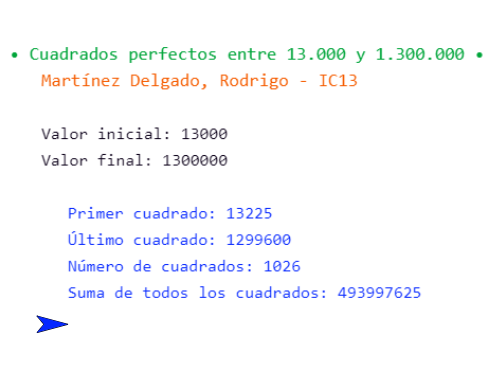 • Cuadrados perfectos entre 13.000 y 1.300.000 •
Martínez Delgado, Rodrigo - IC13
Valor inicial: 13000
Valor final: 1300000
Primer cuadrado: 13225
Último cuadrado: 1299600
Número de cuadrados: 1026
Suma de todos los cuadrados: 493997625